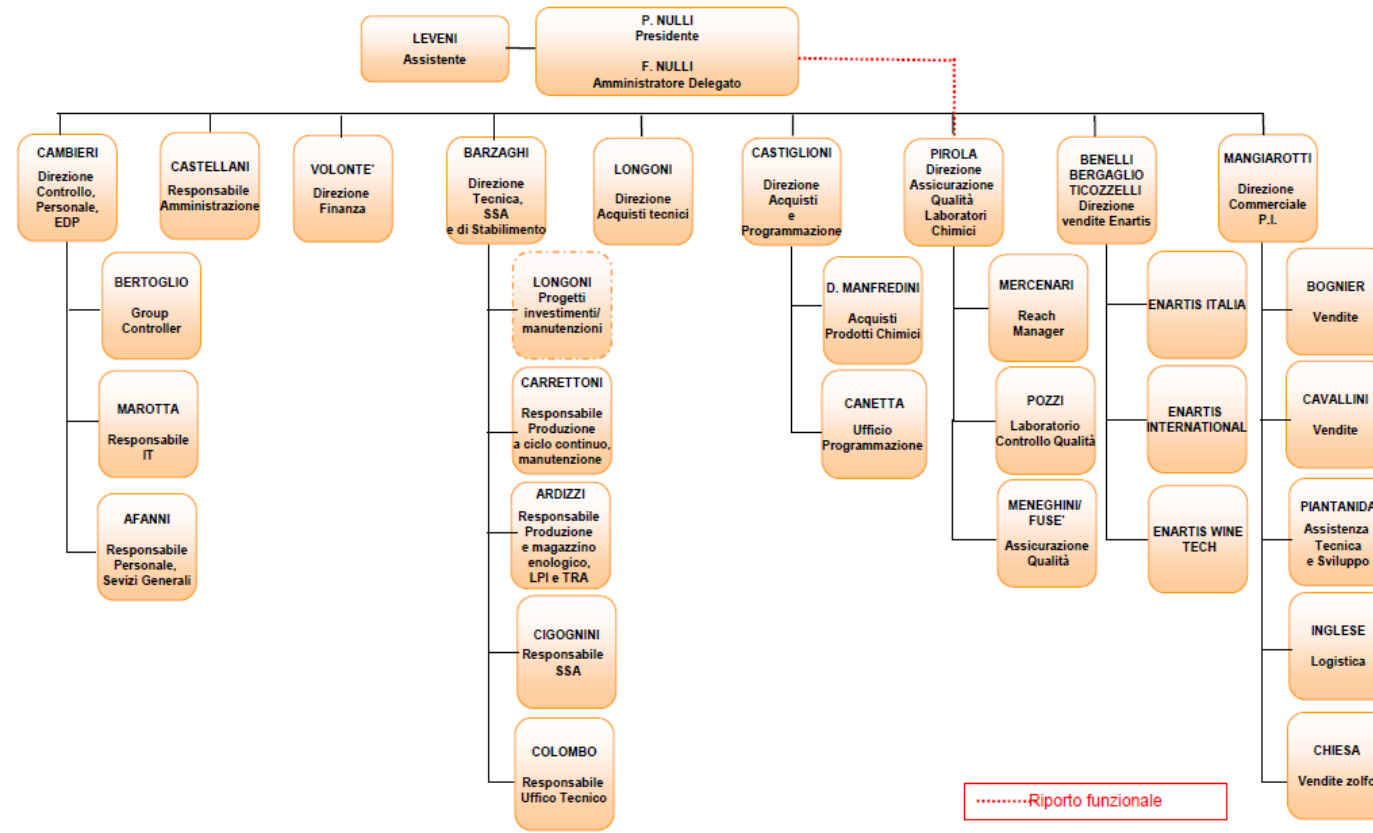 LEVENI
Assistente
P. NULLI
Presidente
F. NULLI
Amministratore Delegato
CAMBIERI
Direzione
Controllo,
Personale,
EDP
CASTELLANI
Responsabile
Amministrazione
VOLONTE'
Direzione
Finanza
BARZAGHI
Direzione
Tecnica,
SSA
e di Stabilimento
LONGONI
Direzione
Acquisti tecnici
CASTIGLIONI
Direzione
Acquisti
e
Programmazione
PIROLA
Direzione
Assicurazione
Qualità
Laboratori
Chimici
BENELLI
BERGAGLIO
TICOZZELLI
Direzione
vendite Enartis
MANGIAROTTI
Direzione
Commerciale
P.I.
BERTOGLIO
Group
Controller
MAROTTA
Responsabile
IT
AFANNI
Responsabile
Personale,
Sevizi Generali
LONGONI
Progetti
investimenti/
manutenzioni
CARRETTONI
Responsabile
Produzione
a ciclo continuo,
manutenzione
ARDIZZI
Responsabile
Produzione
e magazzino
enologico,
LPI e TRA
CIGOGNINI
Responsabile
SSA
COLOMBO
Responsabile
Uffico Tecnico
D. MANFREDINI
Acquisti
Prodotti Chimici
CANETTA
Ufficio
Programmazione
MERCENARI
Reach
Manager
POZZI
Laboratorio
Controllo Qualità
MENEGHINI/
FUSE'
Assicurazione
Qualità
ENARTIS ITALIA
ENARTIS
INTERNATIONAL
ENARTIS WINE
TECH
BOGNIER
Vendite
CAVALLINI
Vendite
PIANTANIDA
Assistenza
Tecnica
e Sviluppo
INGLESE
Logistica
CHIESA
Vendite zolfo
Riporto funzionale